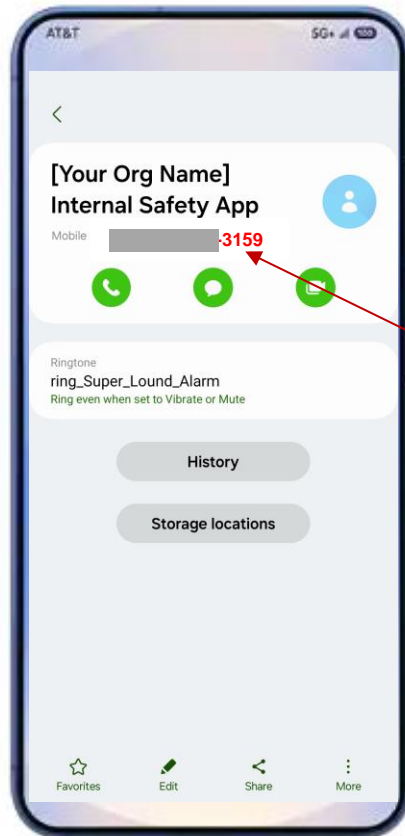 AT&T 5G+ 100
[Your Org Name]
Internal Safety App
Mobile -3159
Ringtone
ring_Super_Lound_Alarm
Ring even when set to Vibrate or Mute
History
Storage locations
Favorites Edit Share More